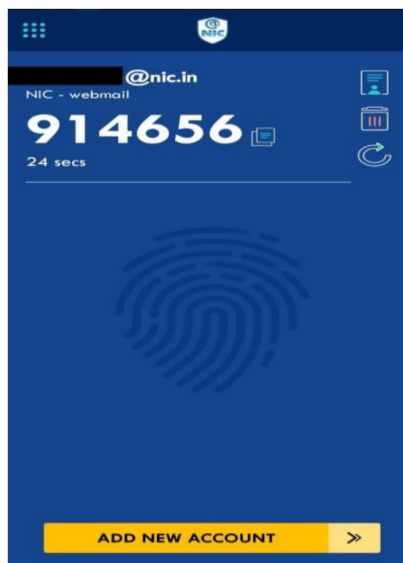 @
NIC
@nic.in
NIC - webmail
914656
24 secs
ADD NEW ACCOUNT